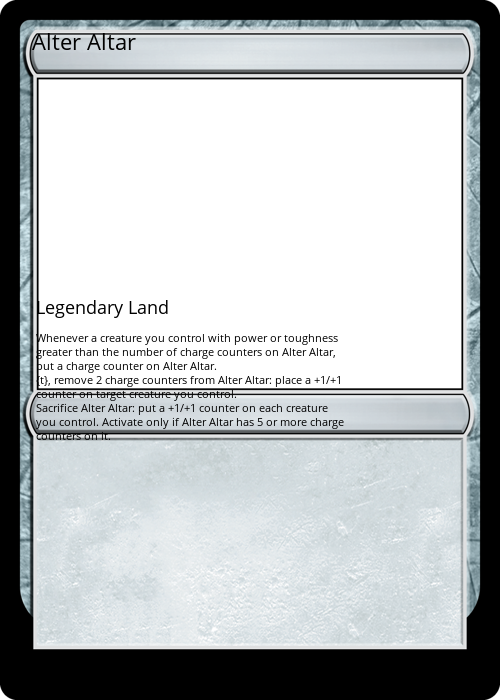 Alter Altar
Legendary Land
Whenever a creature you control with power or toughness
greater than the number of charge counters on Alter Altar,
put a charge counter on Alter Altar.
{t}, remove 2 charge counters from Alter Altar: place a +1/+1
counter on target creature you control.
Sacrifice Alter Altar: put a +1/+1 counter on each creature
you control. Activate only if Alter Altar has 5 or more charge
counters on it.